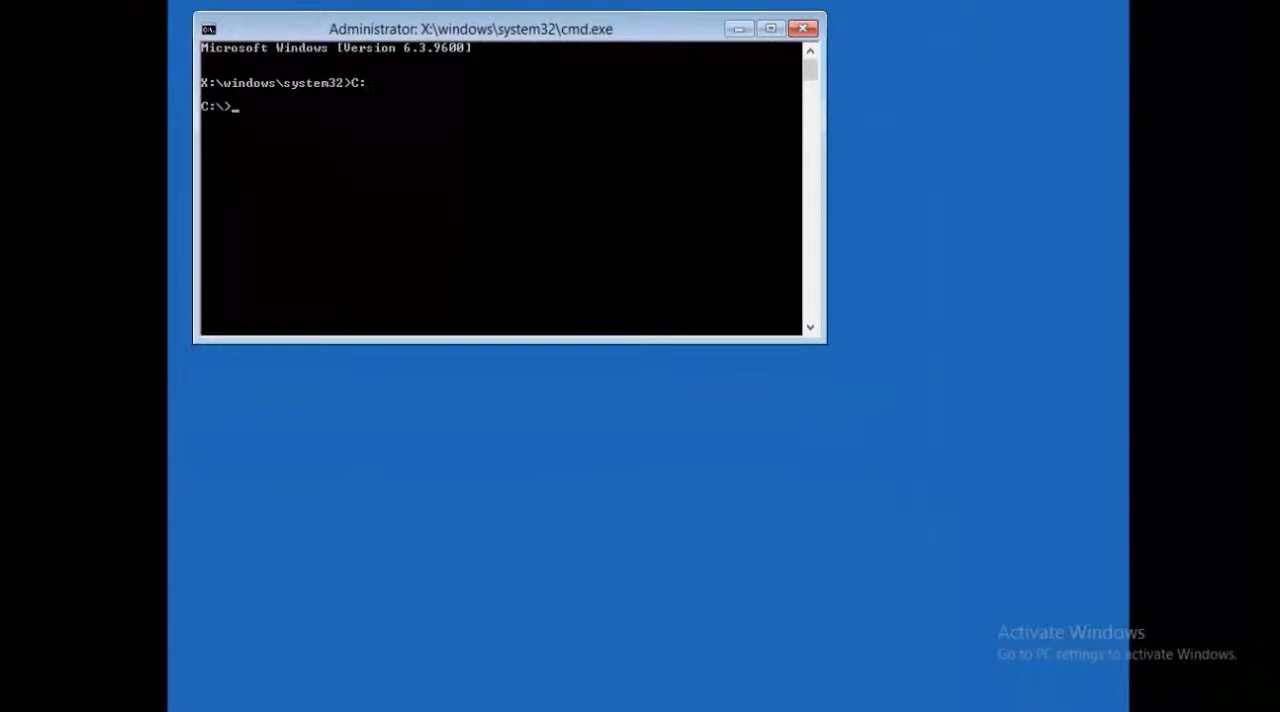 Administrator: X:\windows\system32\cmd.exe
Microsoft Windows [Version 6.3.9600]
X:\windows\system32>C:
C:\>_
Activate Windows
Go to PC settings to activate Windows.